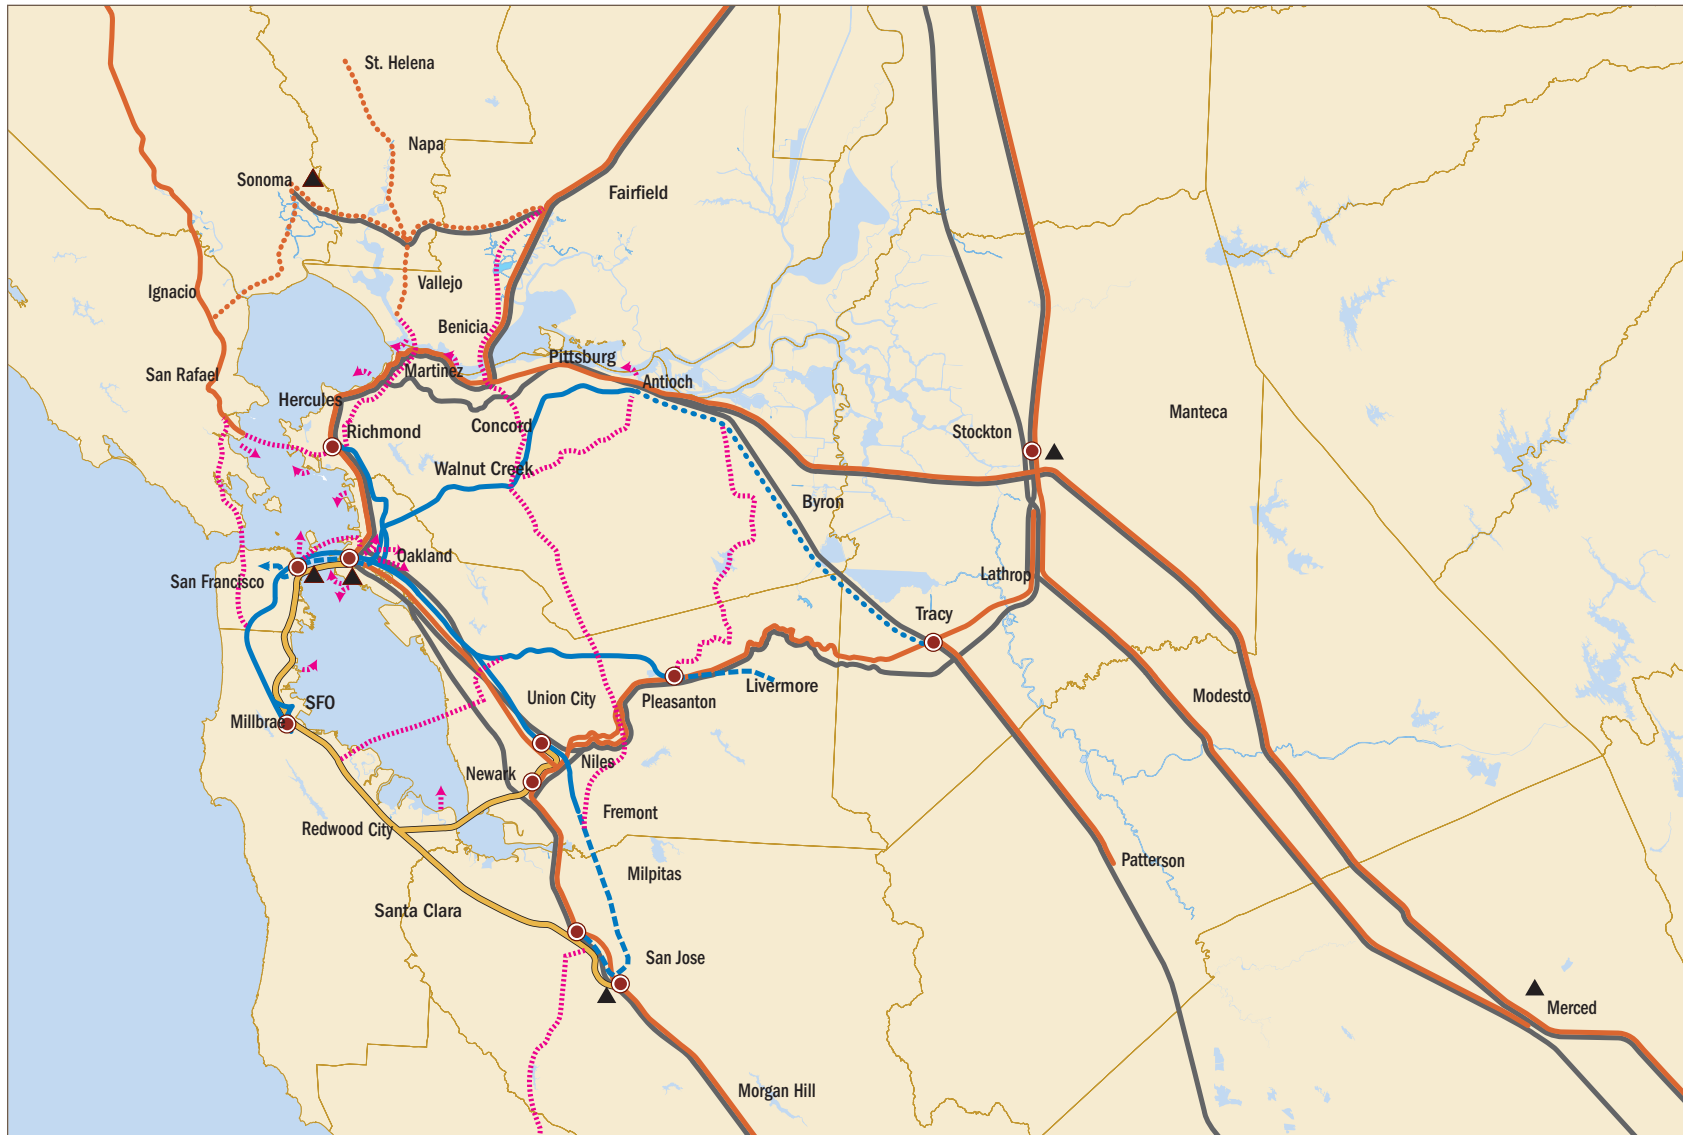 St. Helena
Napa
Sonoma
Fairfield
Vallejo
Ignacio
Benicia
Pittsburg
San Rafael
Martinez
Antioch
Hercules
Manteca
Concord
Richmond
Stockton
Walnut Creek
Byron
Oakland
San Francisco
Lathrop
Tracy
Livermore
Union City
Pleasanton
SFO
Modesto
Millbrae
Niles
Newark
Fremont
Redwood City
Patterson
Milpitas
Santa Clara
San Jose
Merced
Morgan Hill